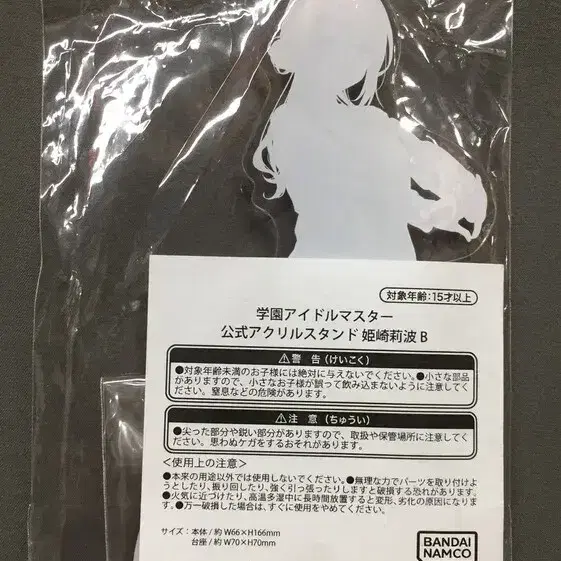 対象年齢:15才以上
学園アイドルマスター
公式アクリルスタンド 姫崎莉波 B
⚠警 告(けいこく)
●対象年齢未満のお子様には絶対に与えないでください。●小さな部品
がありますので、小さなお子様が誤って飲み込まないように注意してく
ださい。窒息などの危険があります。
⚠注 意(ちゅうい)
●尖った部分や鋭い部分がありますので、取扱や保管場所に注意してく
ださい。思わぬケガをするおそれがあります。
<使用上の注意>
●本来の用途以外では使用しないでください。●無理な力でパーツを取り付けよ
うとしたり、振り回したり、強く引っ張ったりしますと破損する恐れがあります。
●火気に近づけたり、高温多湿中に長時間放置すると変形、劣化の原因になりま
す。●万一破損した場合は、すぐに使用をやめてください。
サイズ:本体/約 W66×H166mm
台座/約 W70×H70mm
BANDAI
NAMCO